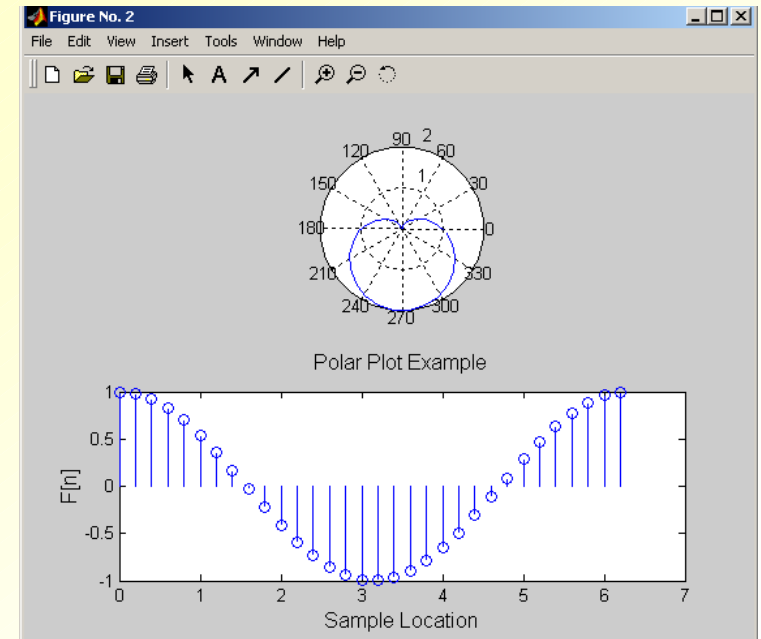 Figure No. 2
File Edit View Insert Tools Window Help
A
90 2
120 60
150 1 30
180 0
210 330
240 300
270
Polar Plot Example
1
0.5
0
-0.5
-1
F[n]
0 1 2 3 4 5 6 7
Sample Location